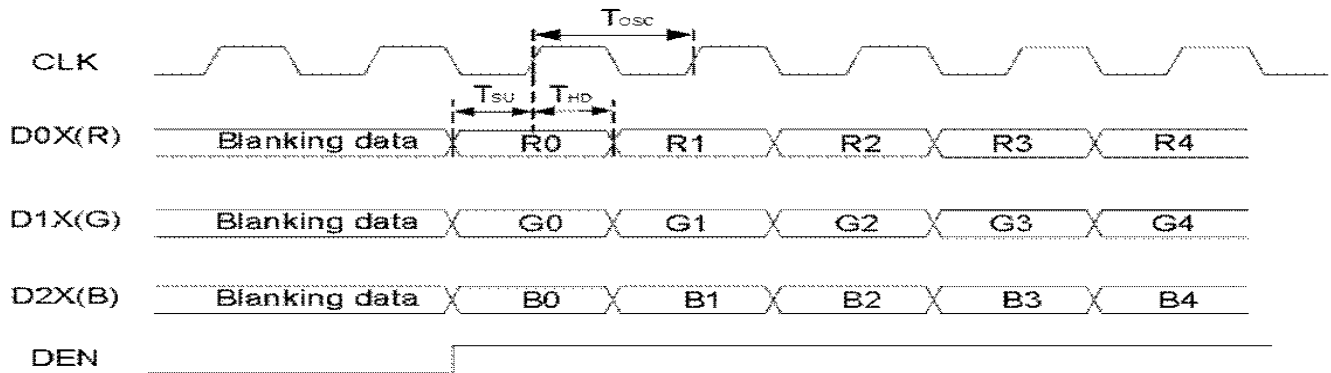 Tosc
CLK
TSU THD
D0X(R) Blanking data R0 R1 R2 R3 R4
D1X(G) Blanking data G0 G1 G2 G3 G4
D2X(B) Blanking data B0 B1 B2 B3 B4
DEN